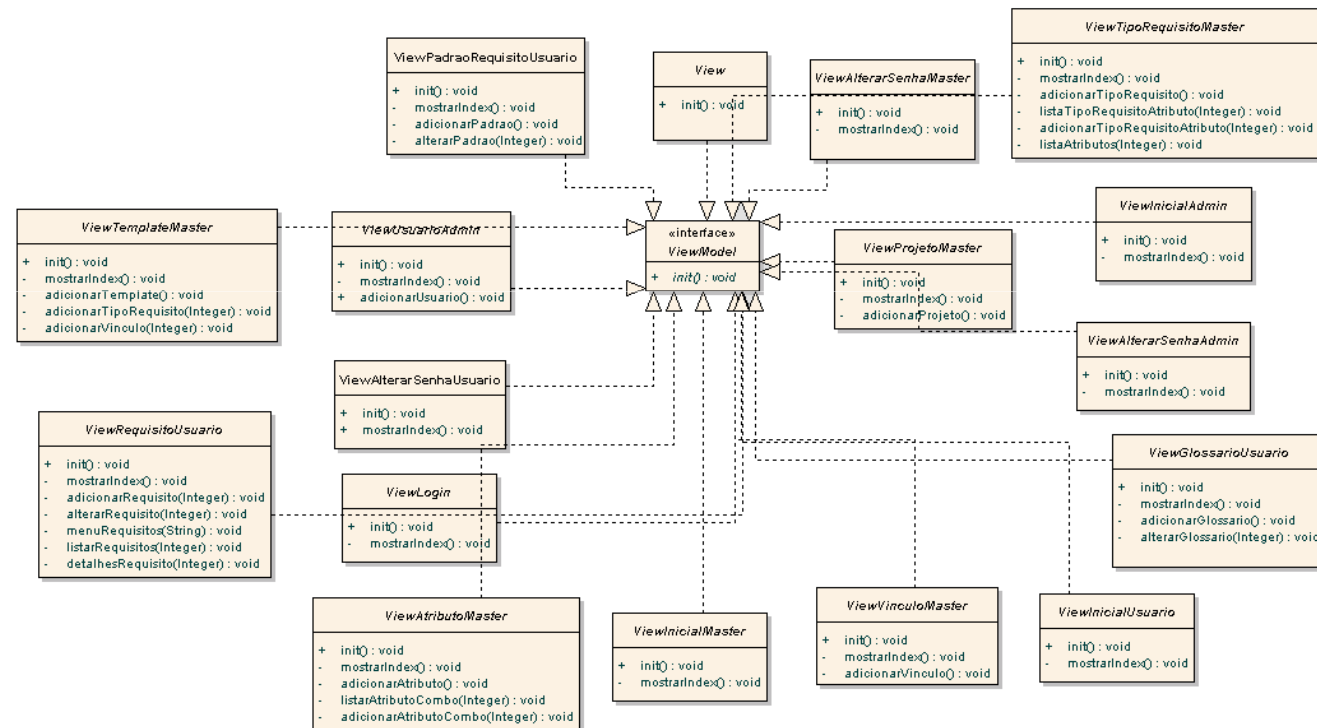 ViewPadraoRequisitoUsuario
+ init() : void
- mostrarIndex() : void
- adicionarPadrao() : void
- alterarPadrao(Integer) : void
View
+ init() : void
ViewAlterarSenhaMaster
+ init() : void
- mostrarIndex() : void
ViewTipoRequisitoMaster
+ init() : void
- mostrarIndex() : void
- adicionarTipoRequisito() : void
- listaTipoRequisitoAtributo(Integer) : void
- adicionarTipoRequisitoAtributo(Integer) : void
- listaAtributos(Integer) : void
ViewTemplateMaster
+ init() : void
- mostrarIndex() : void
- adicionarTemplate() : void
- adicionarTipoRequisito(Integer) : void
- adicionarVinculo(Integer) : void
ViewUsuarioAdmin
+ init() : void
- mostrarIndex() : void
+ adicionarUsuario() : void
«interface»
ViewModel
+ init() : void
ViewProjetoMaster
+ init() : void
- mostrarIndex() : void
- adicionarProjeto() : void
ViewInicialAdmin
+ init() : void
- mostrarIndex() : void
ViewAlterarSenhaAdmin
+ init() : void
- mostrarIndex() : void
ViewAlterarSenhaUsuario
+ init() : void
+ mostrarIndex() : void
ViewRequisitoUsuario
+ init() : void
- mostrarIndex() : void
- adicionarRequisito(Integer) : void
- alterarRequisito(Integer) : void
- menuRequisitos(String) : void
- listarRequisitos(Integer) : void
- detalhesRequisito(Integer) : void
ViewLogin
+ init() : void
- mostrarIndex() : void
ViewGlossarioUsuario
+ init() : void
- mostrarIndex() : void
- adicionarGlossario() : void
- alterarGlossario(Integer) : void
ViewAtributoMaster
+ init() : void
- mostrarIndex() : void
- adicionarAtributo() : void
- listarAtributoCombo(Integer) : void
- adicionarAtributoCombo(Integer) : void
ViewInicialMaster
+ init() : void
- mostrarIndex() : void
ViewVinculoMaster
+ init() : void
- mostrarIndex() : void
- adicionarVinculo() : void
ViewInicialUsuario
+ init() : void
- mostrarIndex() : void